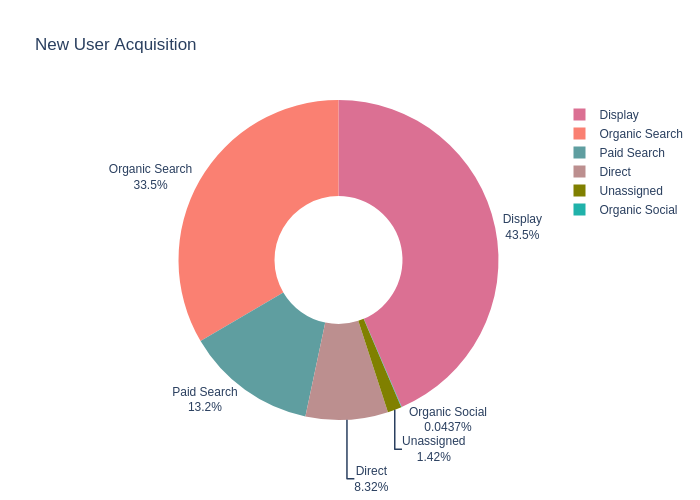 New User Acquisition
Display
Organic Search
Paid Search
Direct
Unassigned
Organic Social
Organic Search
33.5%
Display
43.5%
Paid Search
13.2%
Organic Social
0.0437%
Unassigned
1.42%
Direct
8.32%